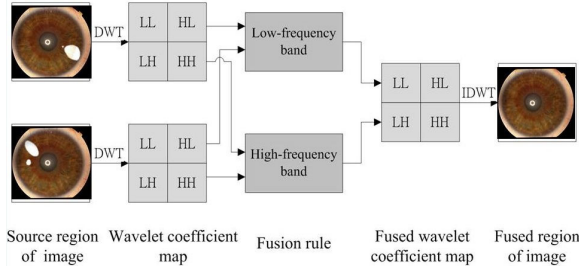 DWT
LL HL
LH HH
Low-frequency
band
LL HL
LH HH
IDWT
DWT
LL HL
LH HH
High-frequency
band
Source region
of image
Wavelet coefficient
map
Fusion rule
Fused wavelet
coefficient map
Fused region
of image